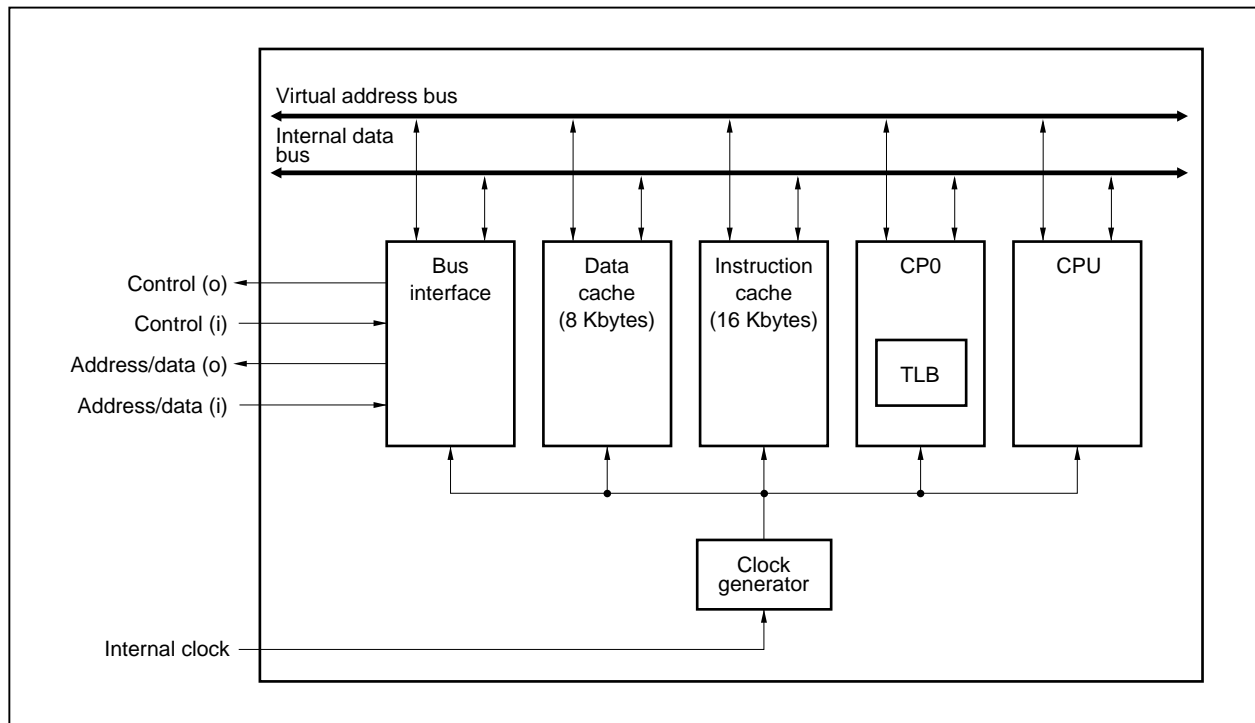 Virtual address bus
Internal data
bus
Bus
interface
Data
cache
(8 Kbytes)
Instruction
cache
(16 Kbytes)
CP0
TLB
CPU
Control (o)
Control (i)
Address/data (o)
Address/data (i)
Clock
generator
Internal clock